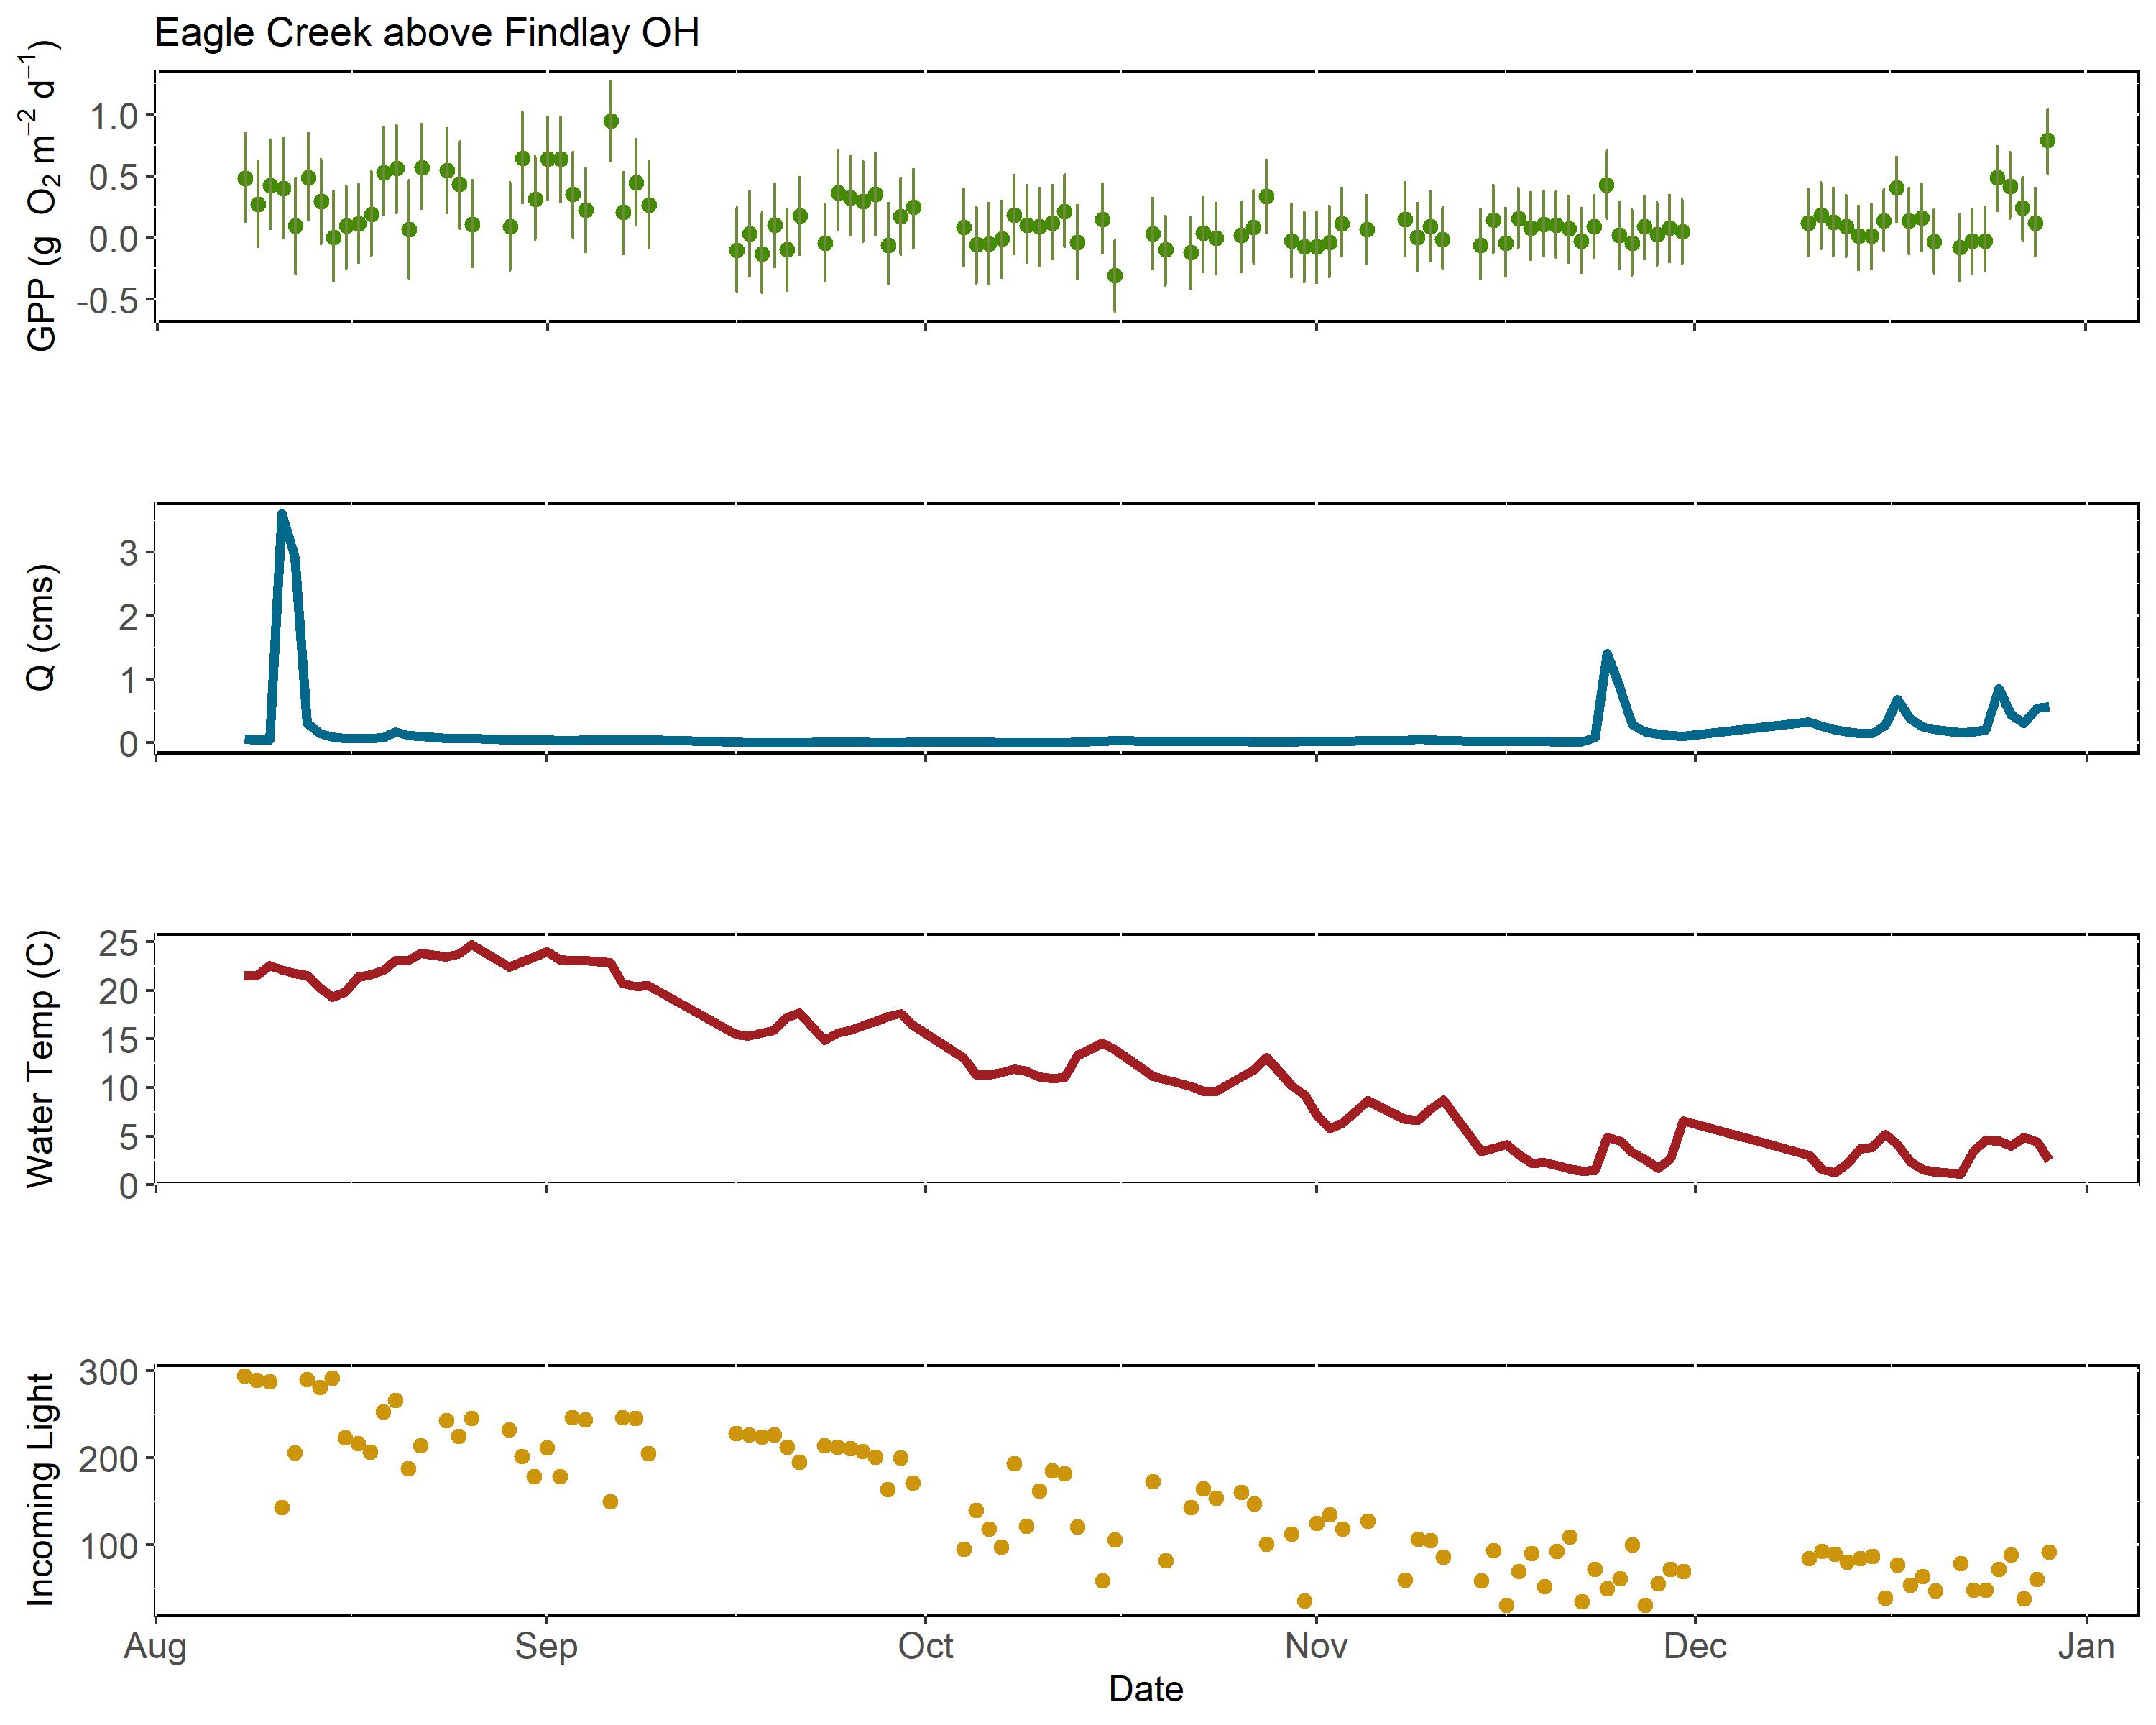 Eagle Creek above Findlay OH
GPP (g O₂ m⁻² d⁻¹)
1.0
0.5
0.0
-0.5
Q (cms)
3
2
1
0
Water Temp (C)
25
20
15
10
5
0
Incoming Light
300
200
100
Aug Sep Oct Nov Dec Jan
Date